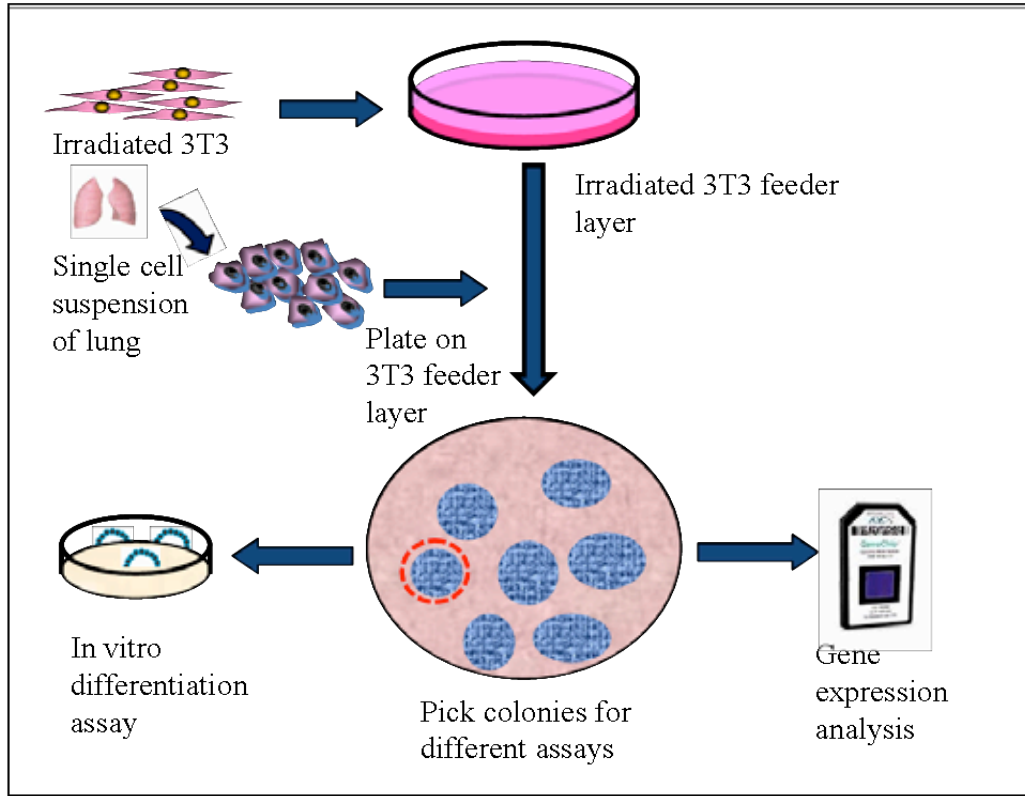 Irradiated 3T3
Irradiated 3T3 feeder
layer
Single cell
suspension
of lung
Plate on
3T3 feeder
layer
In vitro
differentiation
assay
Pick colonies for
different assays
Gene
expression
analysis